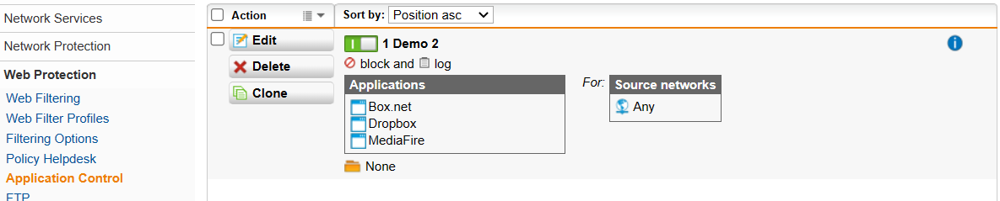 Network Services
Network Protection
Web Protection
Web Filtering
Web Filter Profiles
Filtering Options
Policy Helpdesk
Application Control
FTP
Action
Sort by: Position asc
Edit
Delete
Clone
1 Demo 2
block and log
Applications
Box.net
Dropbox
MediaFire
For:
Source networks
Any
None